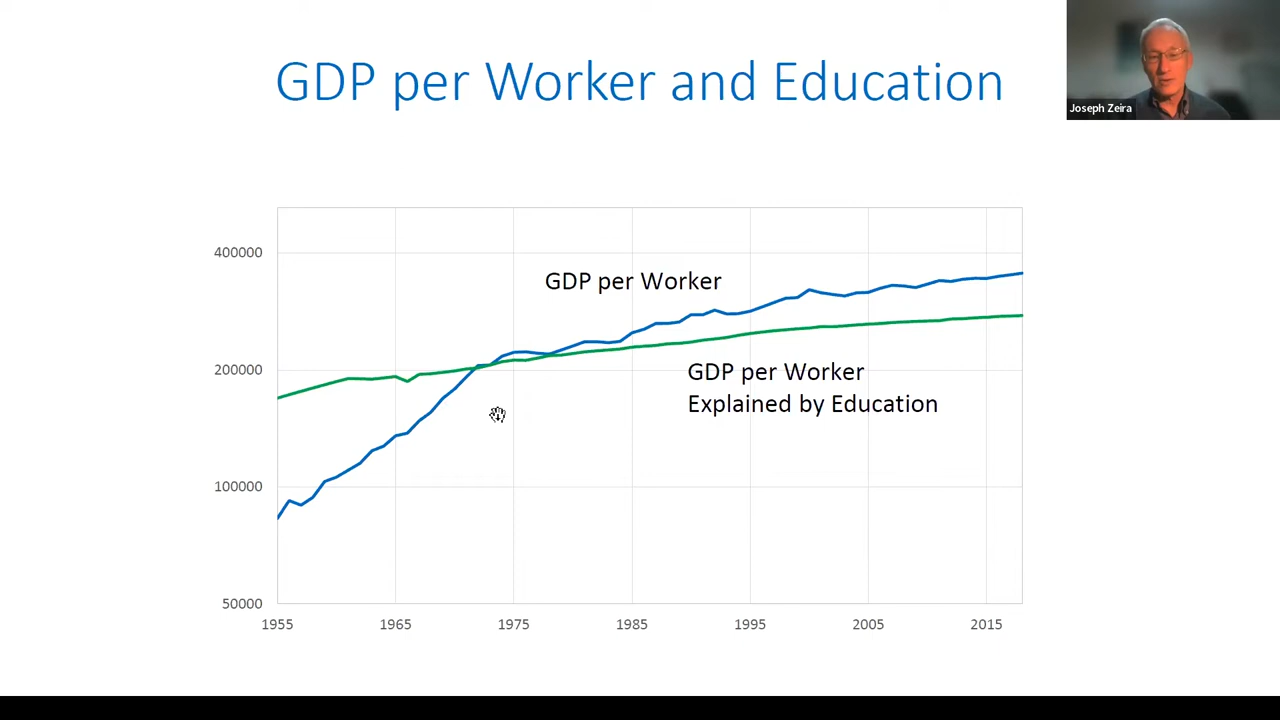 GDP per Worker and Education
Joseph Zeira
400000
200000
100000
50000
GDP per Worker
GDP per Worker
Explained by Education
1955 1965 1975 1985 1995 2005 2015